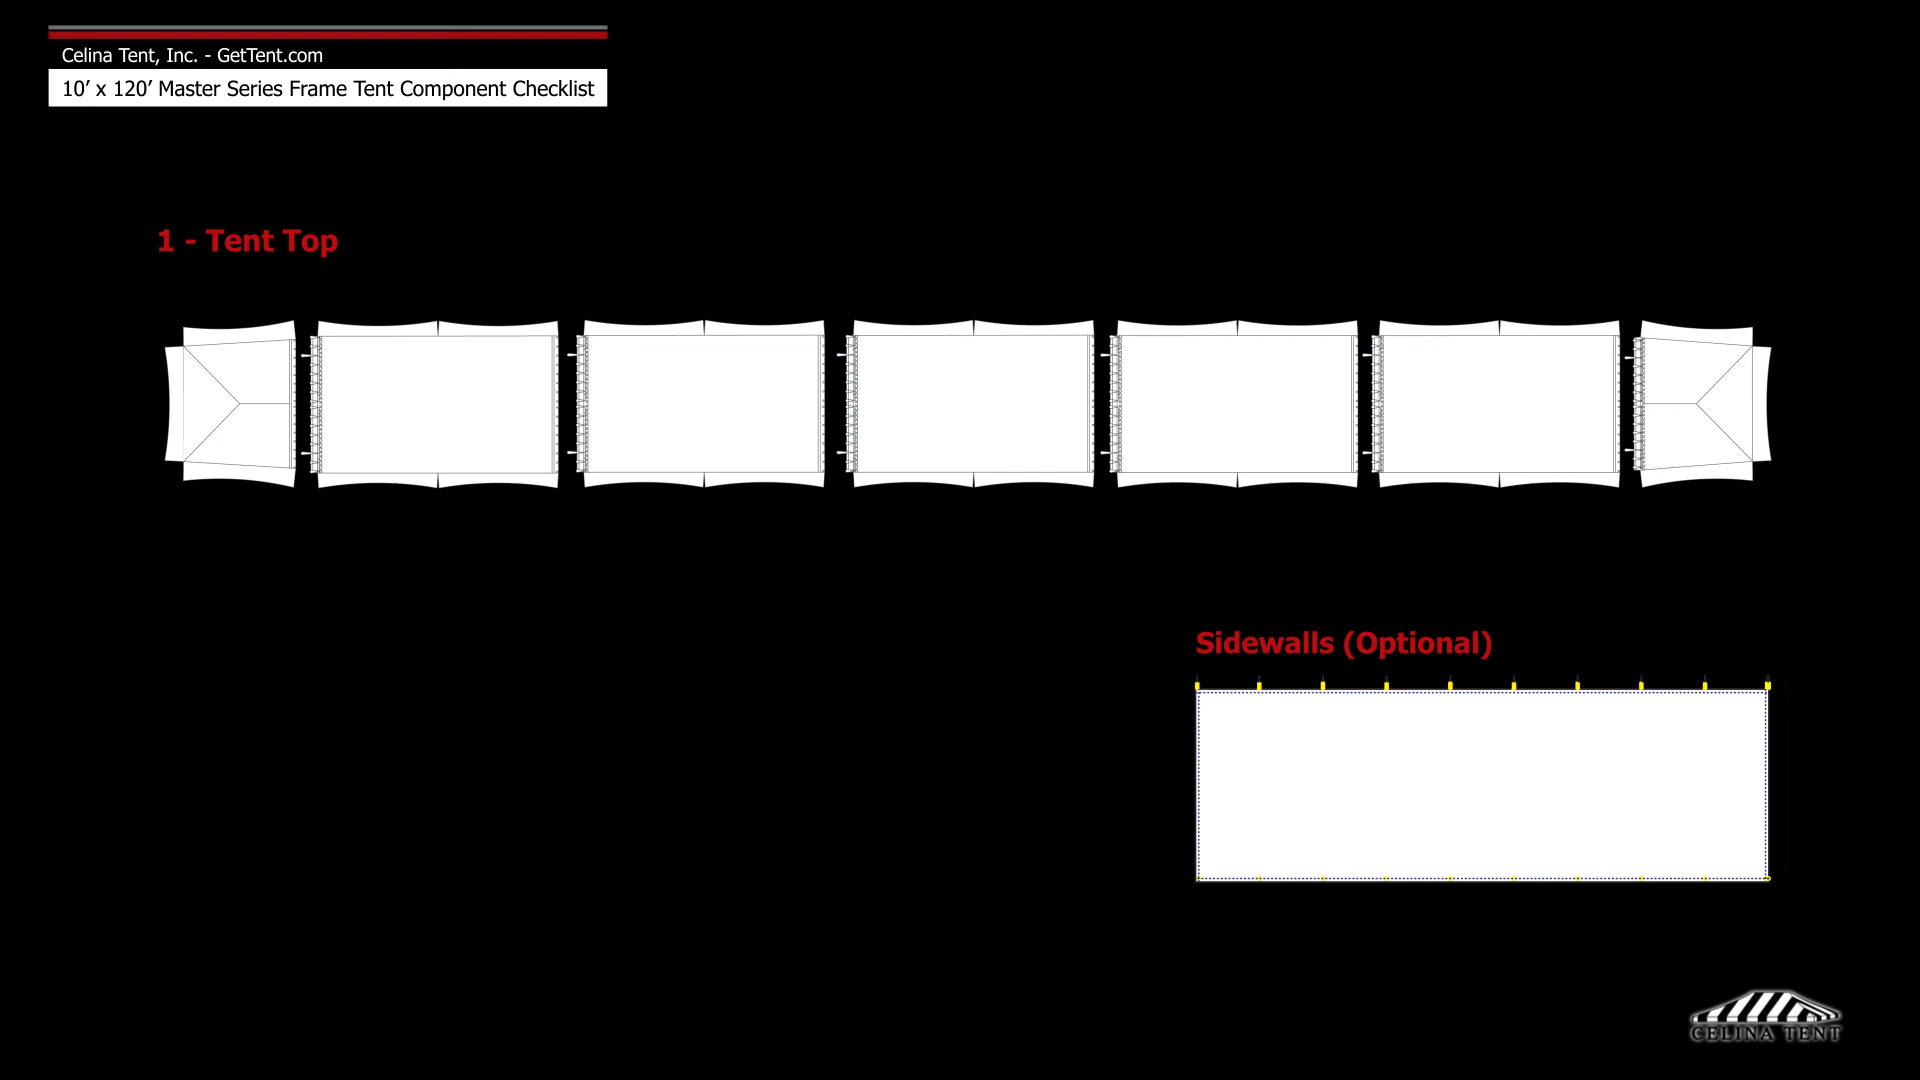 Celina Tent, Inc. - GetTent.com
10’ x 120’ Master Series Frame Tent Component Checklist
1 - Tent Top
Sidewalls (Optional)
CELINA TENT